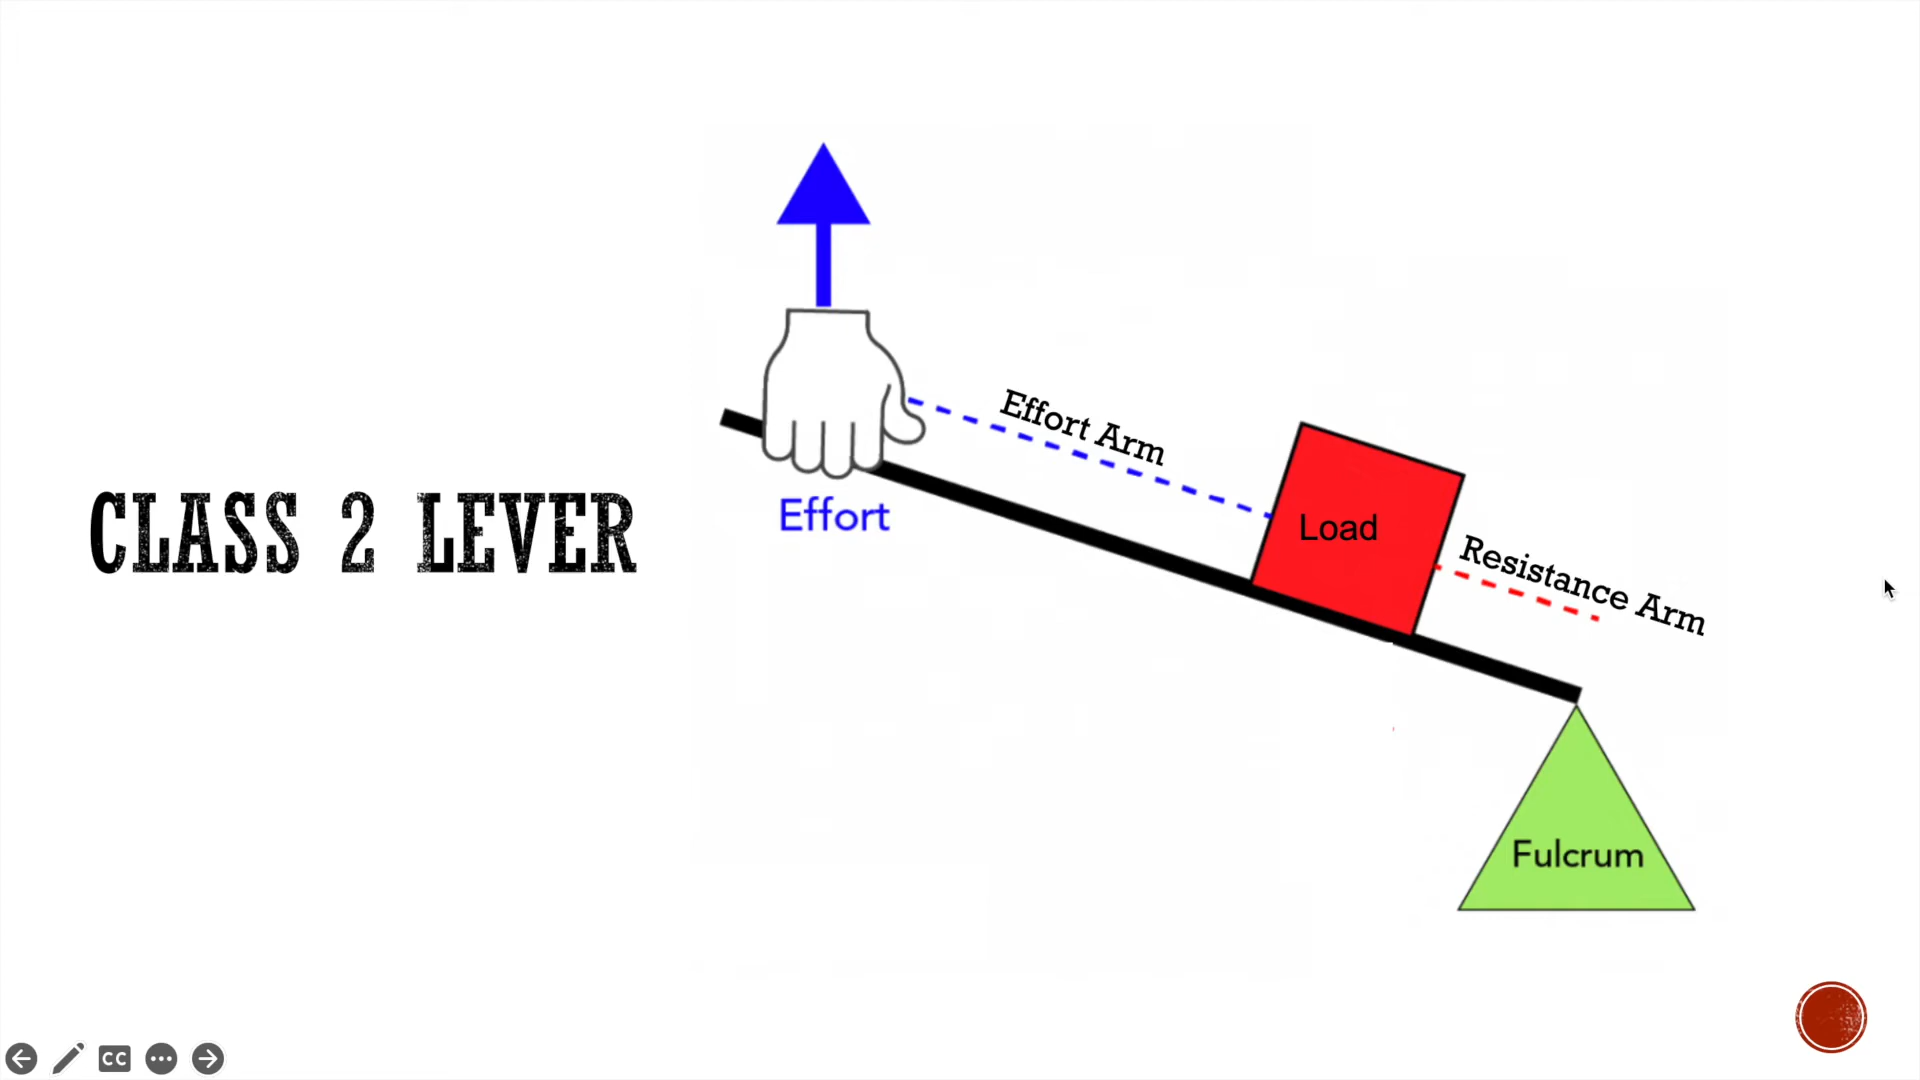 CLASS 2 LEVER
Effort
Effort Arm
Load
Resistance Arm
Fulcrum
CC